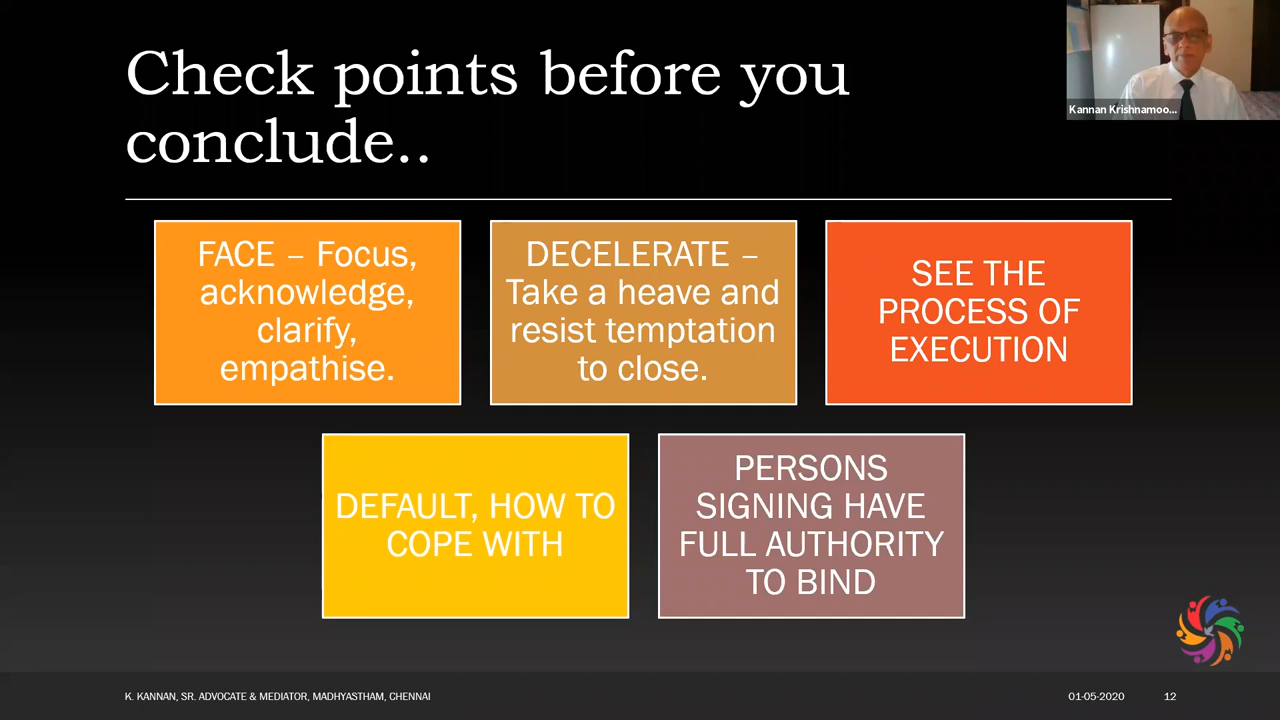 Check points before you
conclude..
Kannan Krishnamoo...
FACE – Focus,
acknowledge,
clarify,
empathise.
DECELERATE –
Take a heave and
resist temptation
to close.
SEE THE
PROCESS OF
EXECUTION
DEFAULT, HOW TO
COPE WITH
PERSONS
SIGNING HAVE
FULL AUTHORITY
TO BIND
K. KANNAN, SR. ADVOCATE & MEDIATOR, MADHYASTHAM, CHENNAI
01-05-2020
12